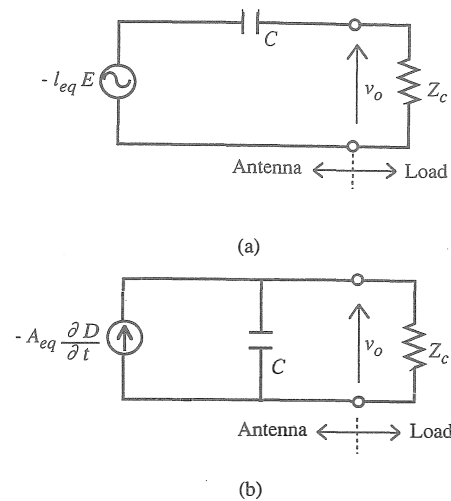 C
- l_eq E
v_o
Z_c
Antenna
Load
(a)
- A_eq ∂D/∂t
C
v_o
Z_c
Antenna
Load
(b)